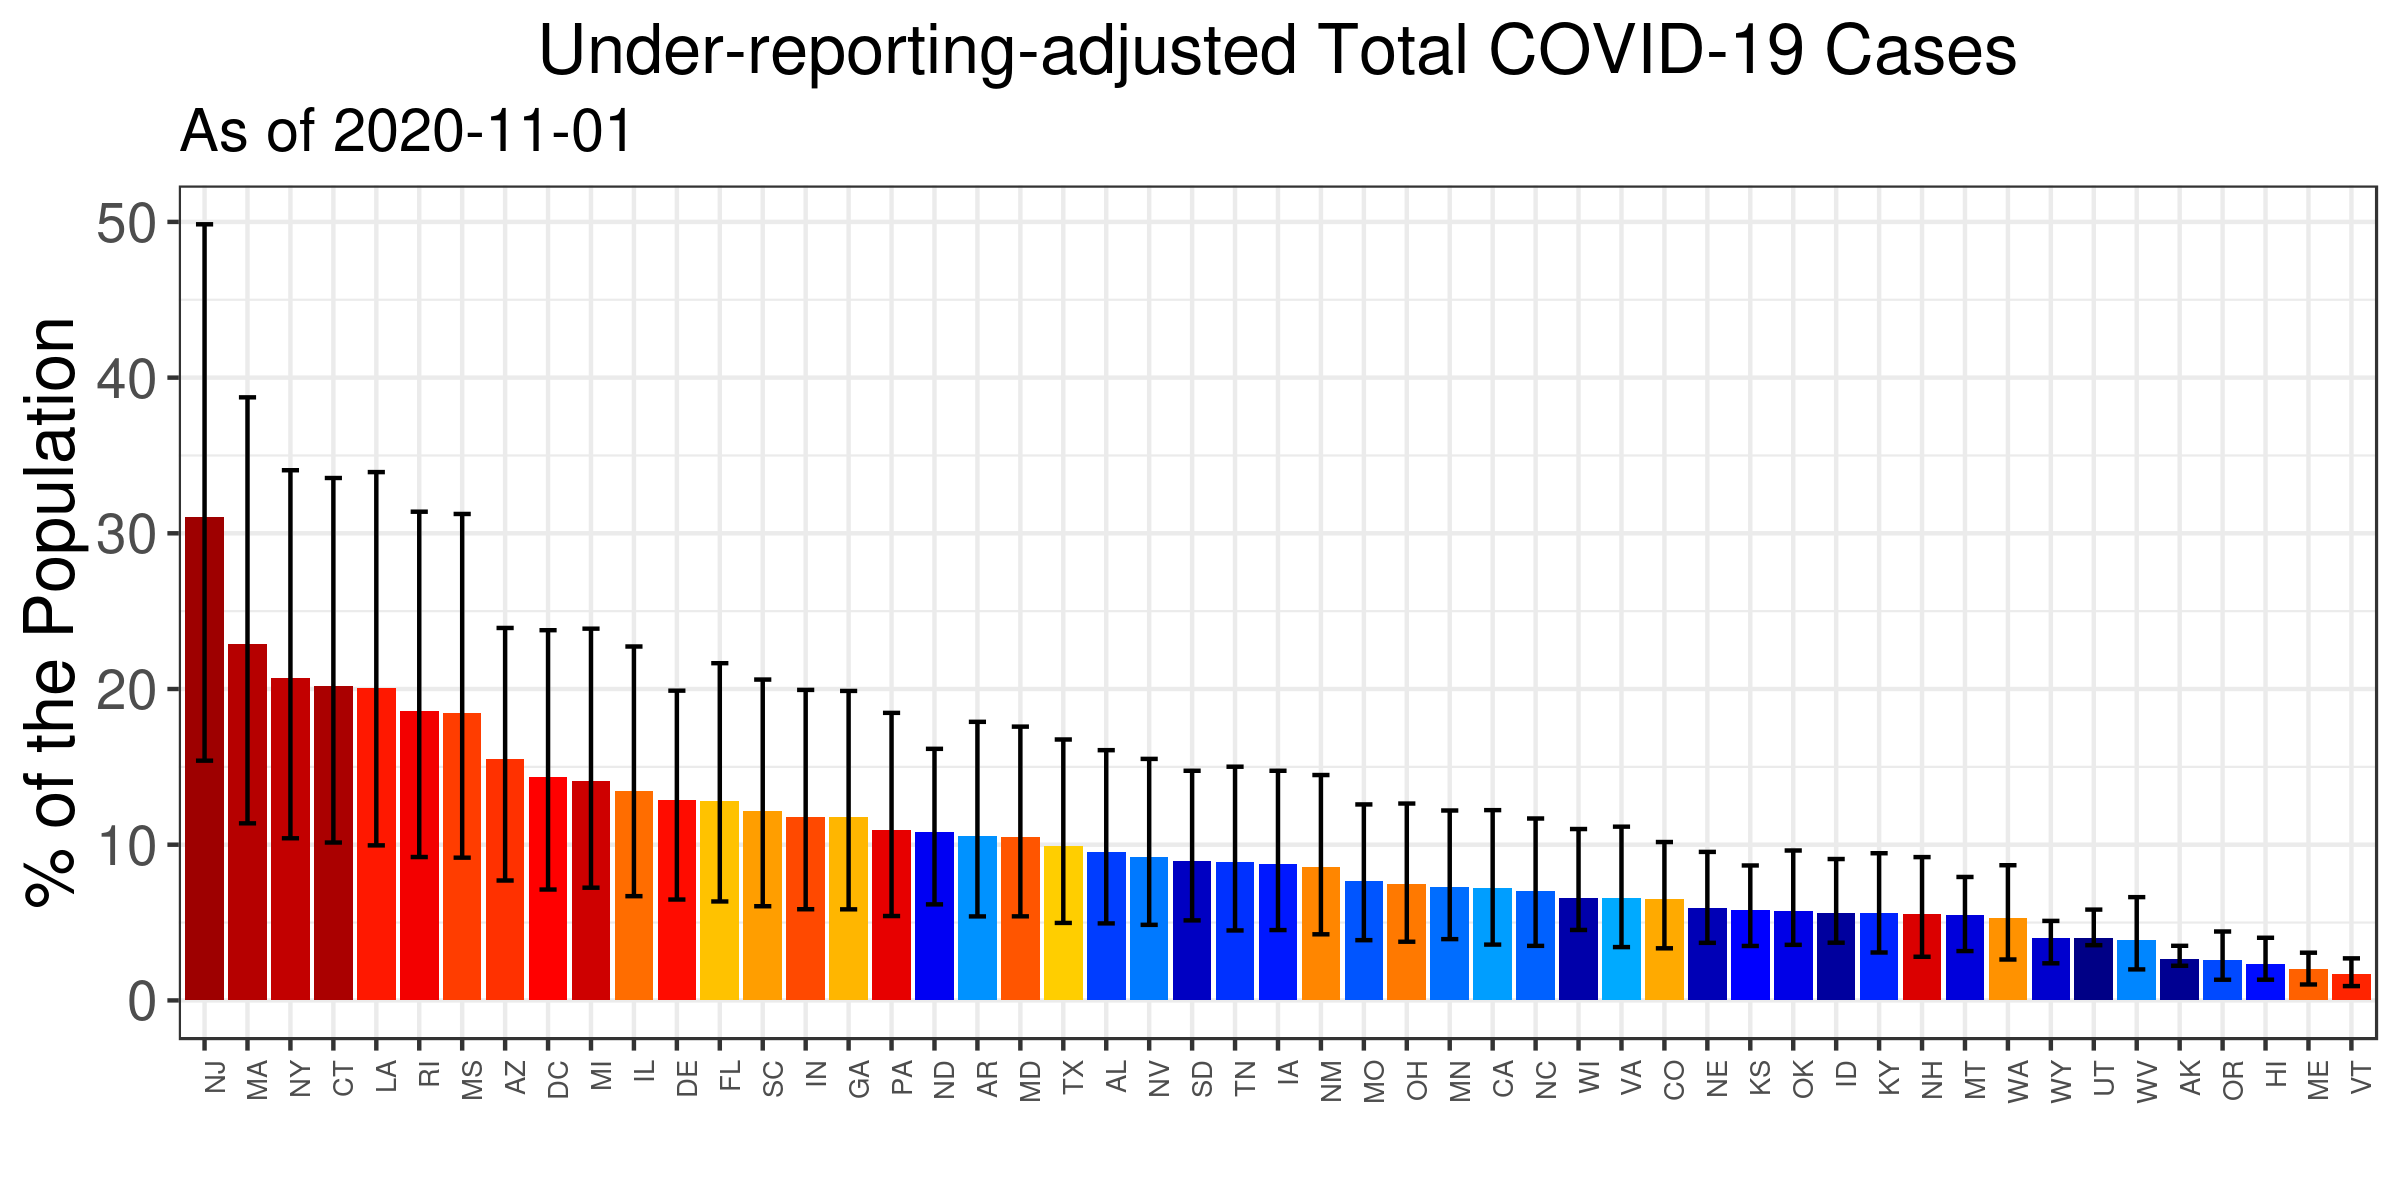 Under-reporting-adjusted Total COVID-19 Cases
As of 2020-11-01
% of the Population
50
40
30
20
10
0
NJ MA NY CT LA RI MS AZ DC MI IL DE FL SC IN GA PA ND AR MD TX AL NV SD TN IA NM MO OH MN CA NC WI VA CO NE KS OK ID KY NH MT WA WY UT WV AK OR HI ME VT